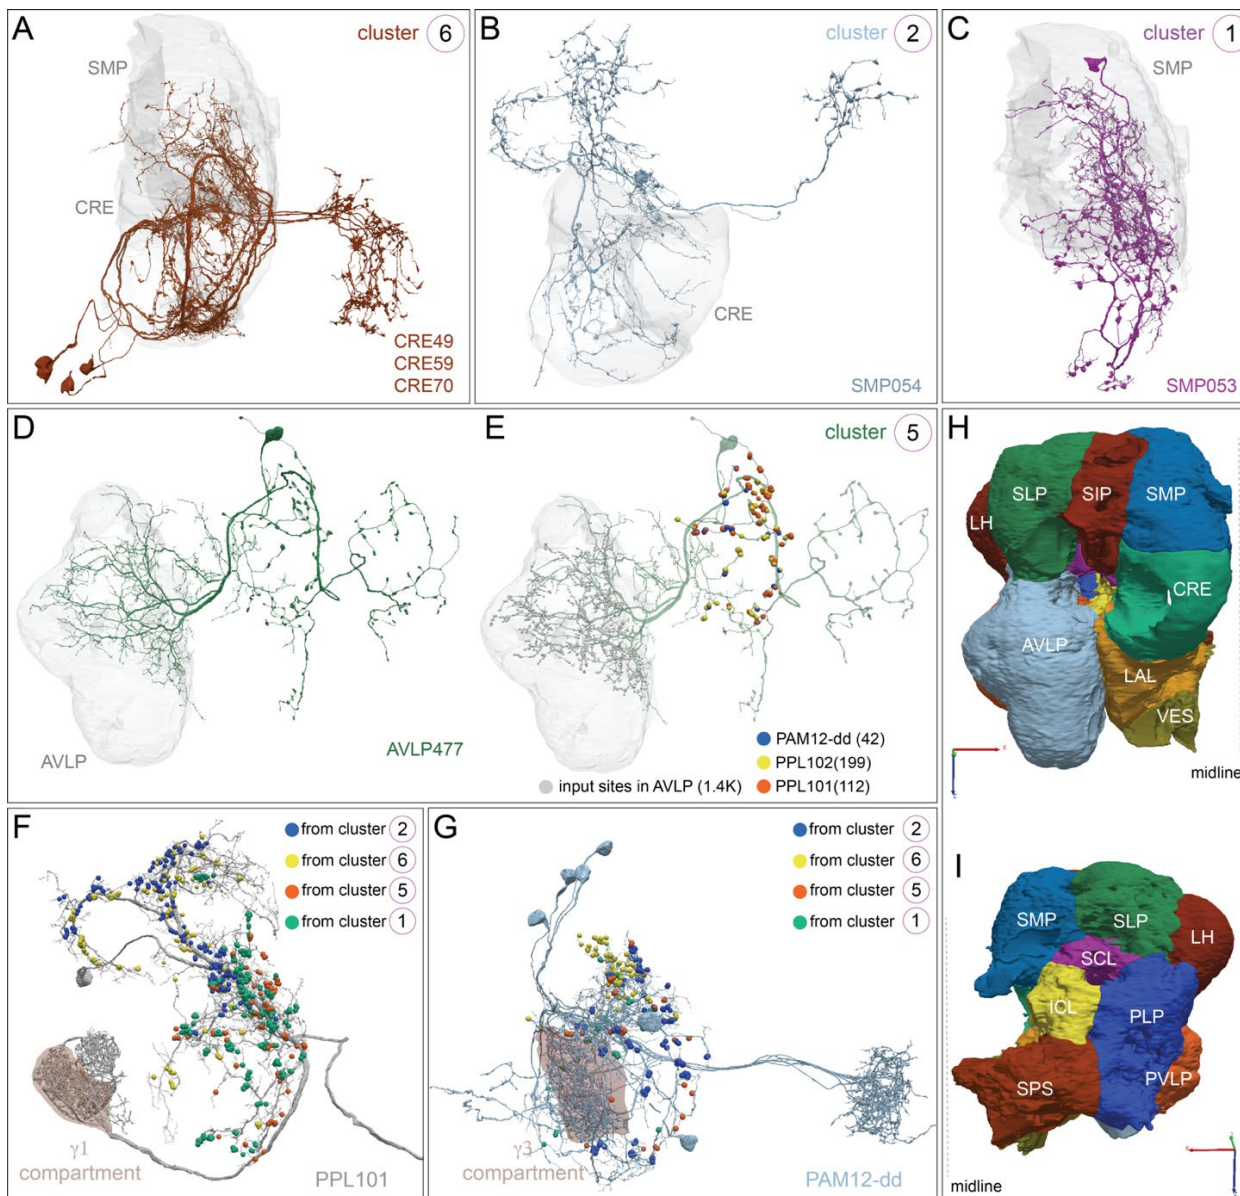 A
cluster 6
SMP
CRE
CRE49
CRE59
CRE70
B
cluster 2
CRE
SMP054
C
cluster 1
SMP
SMP053
D
AVLP
AVLP477
E
cluster 5
PAM12-dd (42)
PPL102(199)
input sites in AVLP (1.4K)
PPL101(112)
H
SLP
SIP
SMP
LH
CRE
AVLP
LAL
VES
midline
F
from cluster 2
from cluster 6
from cluster 5
from cluster 1
γ1
compartment
PPL101
G
from cluster 2
from cluster 6
from cluster 5
from cluster 1
γ3
compartment
PAM12-dd
I
SMP
SLP
LH
SCL
ICL
PLP
SPS
PVLP
midline